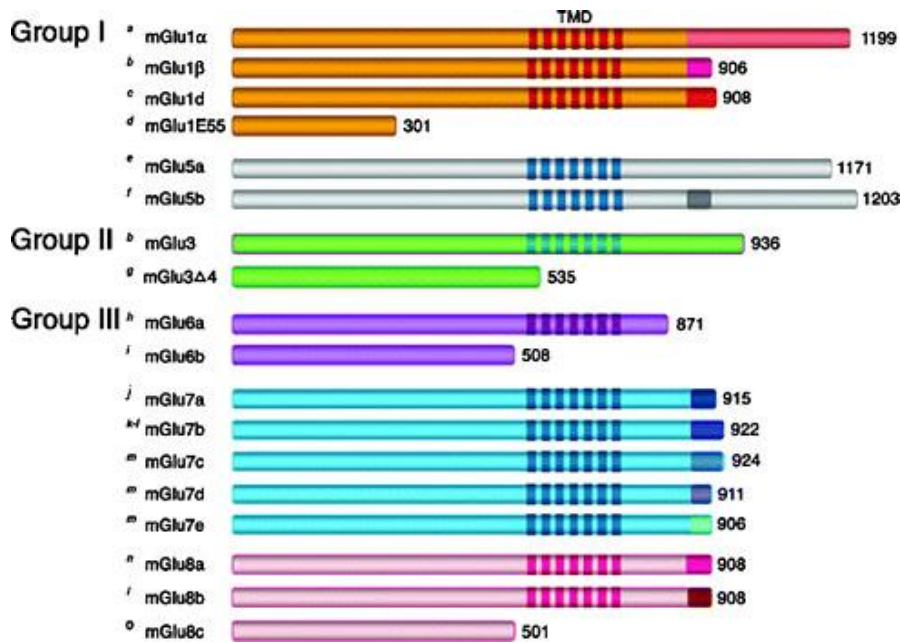 TMD
Group I a mGlu1α 1199
b mGlu1β 906
c mGlu1d 908
d mGlu1E55 301
e mGlu5a 1171
f mGlu5b 1203
Group II b mGlu3 936
g mGlu3Δ4 535
Group III h mGlu6a 871
i mGlu6b 508
j mGlu7a 915
k-l mGlu7b 922
m mGlu7c 924
m mGlu7d 911
m mGlu7e 906
n mGlu8a 908
i mGlu8b 908
o mGlu8c 501